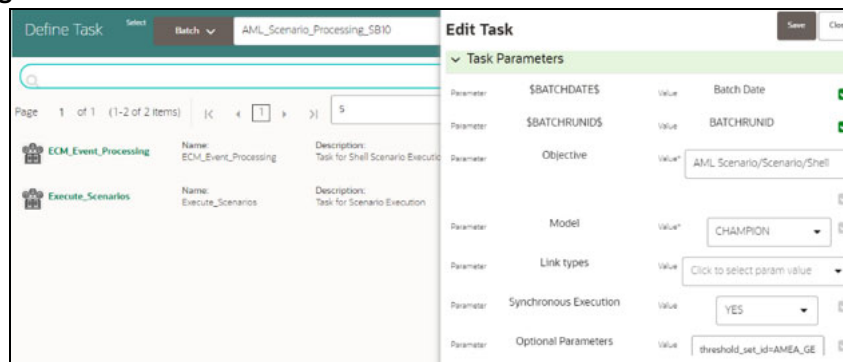 g
Define Task
Select
Batch
AML_Scenario_Processing_SB10
Page 1 of 1 (1-2 of 2 items) 1 5
ECM_Event_Processing
Name:
ECM_Event_Processing
Description:
Task for Shell Scenario Executio
Execute_Scenarios
Name:
Execute_Scenarios
Description:
Task for Scenario Execution
Edit Task
Save
Clos
Task Parameters
Parameter $BATCHDATE$ Value Batch Date
Parameter $BATCHRUNID$ Value BATCHRUNID
Parameter Objective Value* AML Scenario/Scenario/Shell
Parameter Model Value* CHAMPION
Parameter Link types Value Click to select param value
Parameter Synchronous Execution Value YES
Parameter Optional Parameters Value threshold_set_id=AMEA_GE